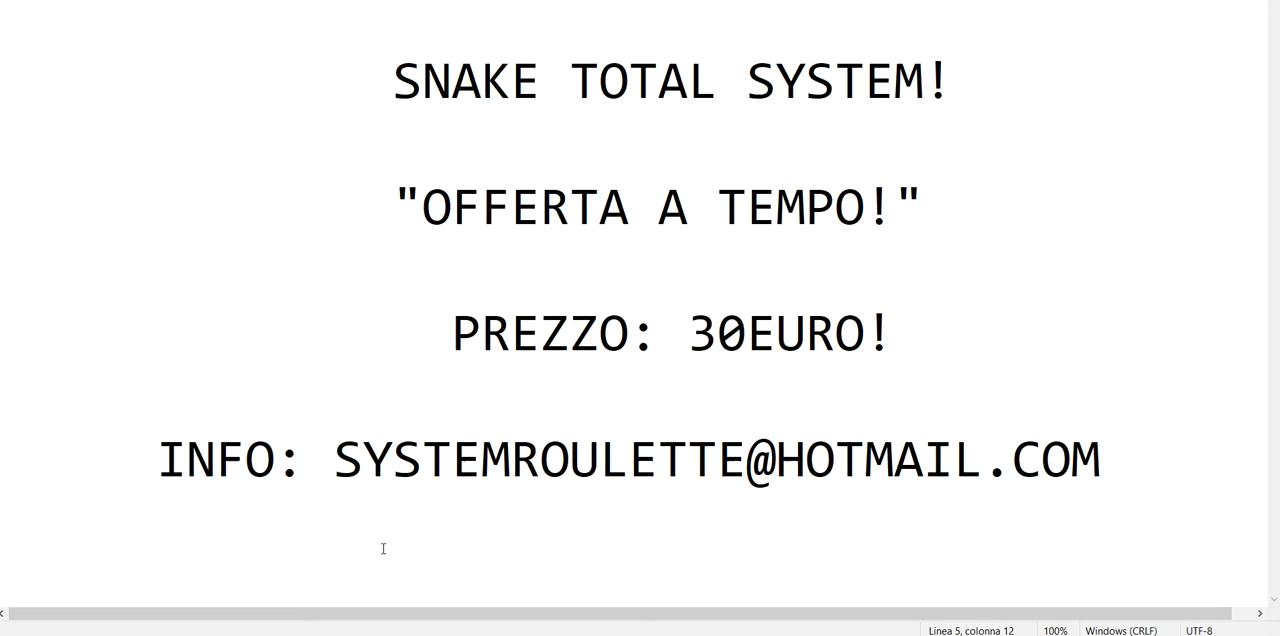 SNAKE TOTAL SYSTEM!
"OFFERTA A TEMPO!"
PREZZO: 30EURO!
INFO: SYSTEMROULETTE@HOTMAIL.COM
Linea 5, colonna 12 100% Windows (CRLF) UTF-8